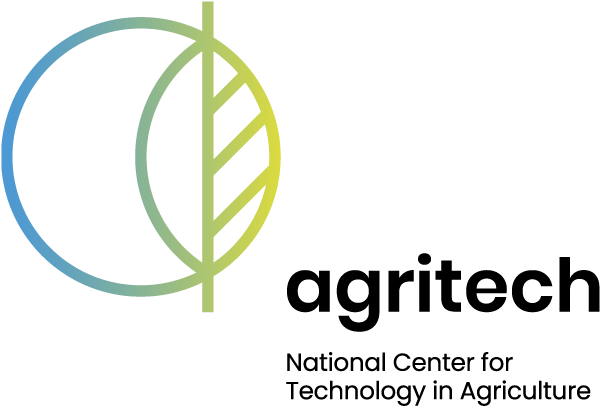 agritech
National Center for
Technology in Agriculture